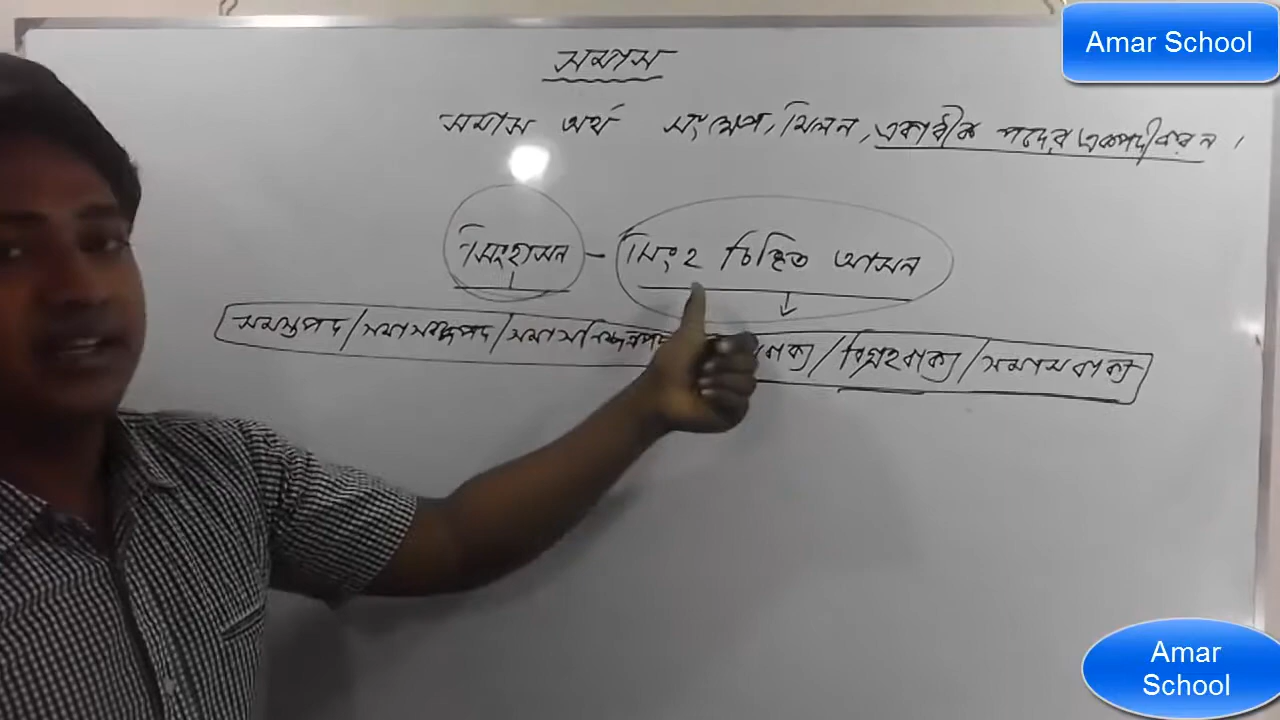 Amar School
সমাস
সমাস অর্থ সংক্ষেপ, মিলন, একাধীক পদের একপদীকরন।
সিংহাসন - সিংহ চিহ্নিত আসন
সমস্তপদ / সমাসবদ্ধপদ / সমাসনিষ্পন্নপদ বাক্য / বিগ্রহবাক্য / সমাসবাক্য
Amar
School